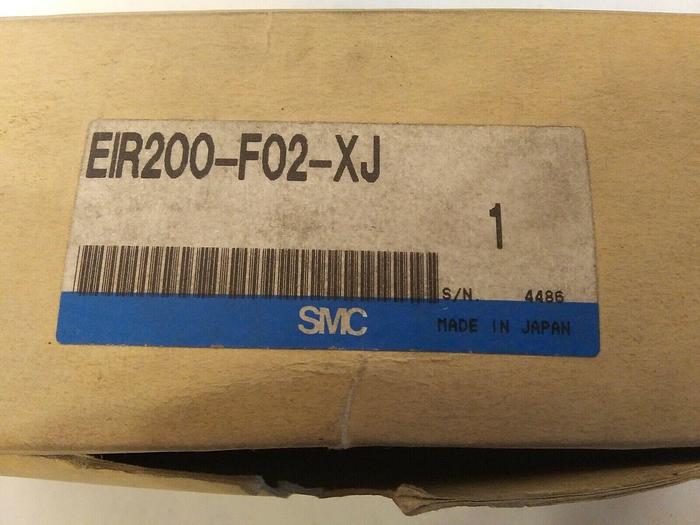 EIR200-F02-XJ
1
S/N. 4486
SMC MADE IN JAPAN